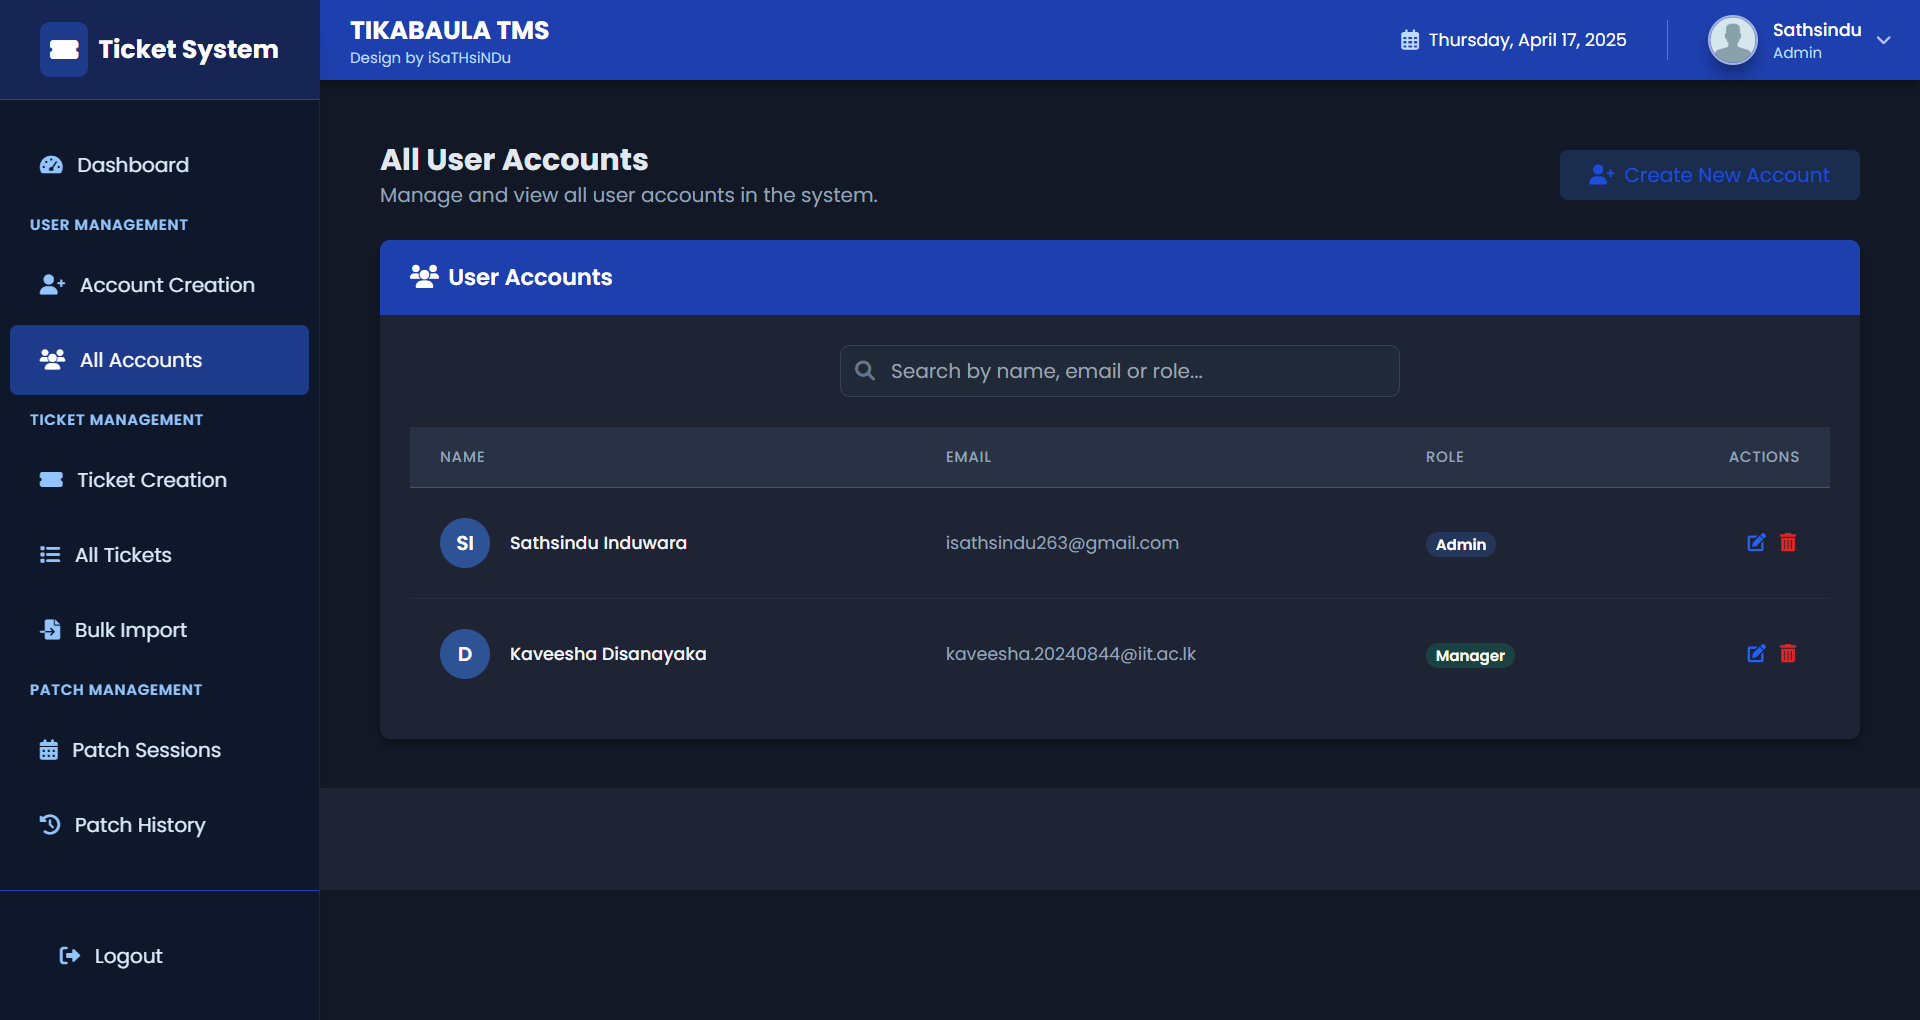 Ticket System
TIKABAULA TMS
Design by iSaTHsiNDu
Thursday, April 17, 2025
Sathsindu
Admin
Dashboard
USER MANAGEMENT
Account Creation
All Accounts
TICKET MANAGEMENT
Ticket Creation
All Tickets
Bulk Import
PATCH MANAGEMENT
Patch Sessions
Patch History
Logout
All User Accounts
Manage and view all user accounts in the system.
Create New Account
User Accounts
Search by name, email or role...
NAME EMAIL ROLE ACTIONS
SI Sathsindu Induwara isathsindu263@gmail.com Admin
D Kaveesha Disanayaka kaveesha.20240844@iit.ac.lk Manager